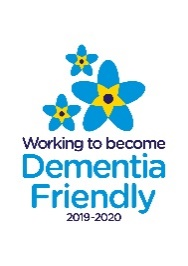 Working to become
Dementia
Friendly
2019-2020